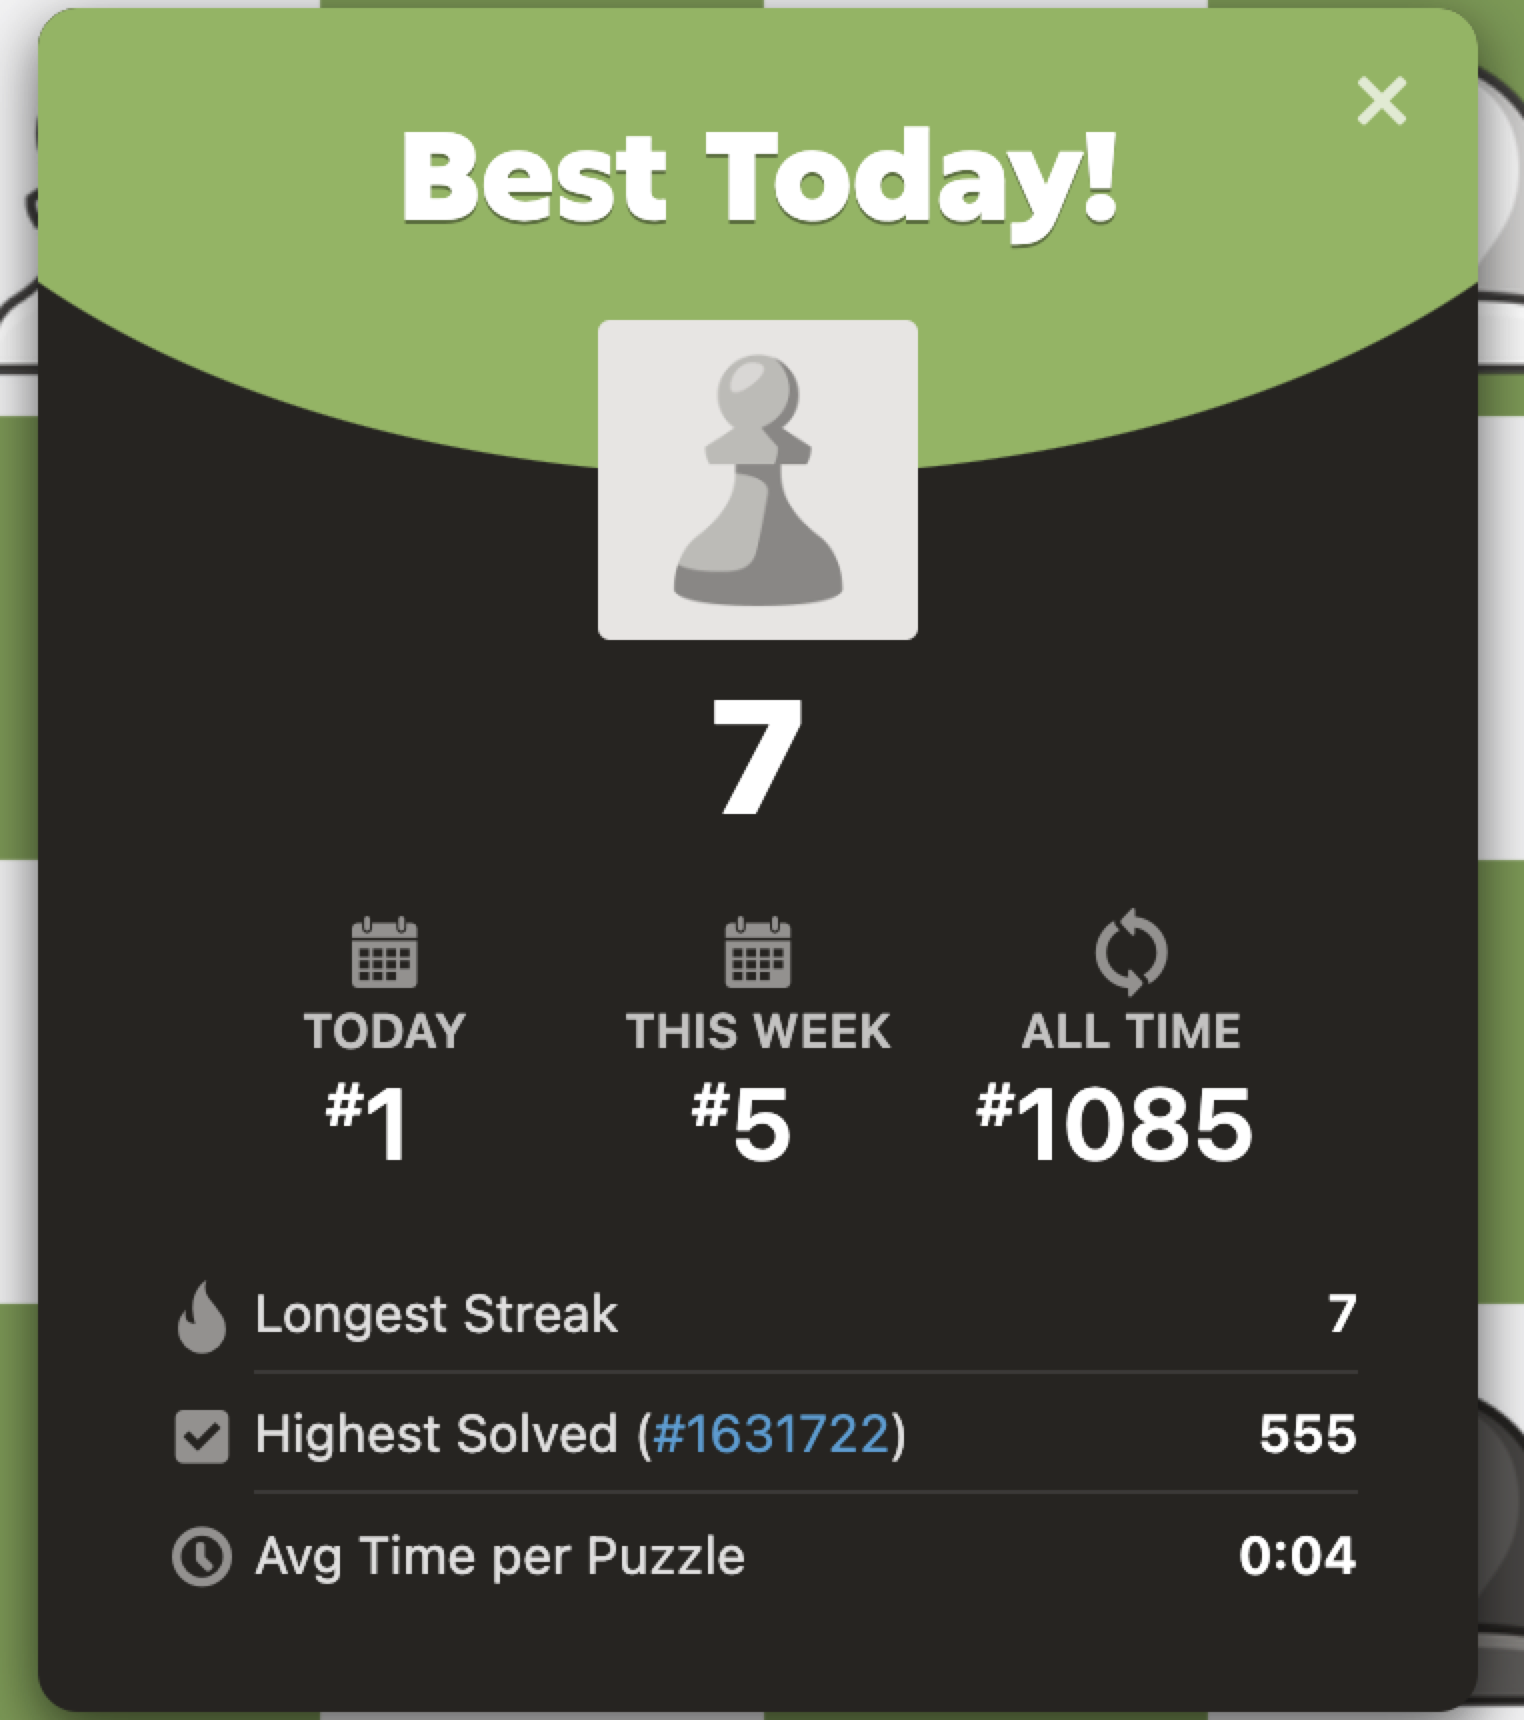 Best Today!
7
TODAY THIS WEEK ALL TIME
#1 #5 #1085
Longest Streak 7
Highest Solved (#1631722) 555
Avg Time per Puzzle 0:04